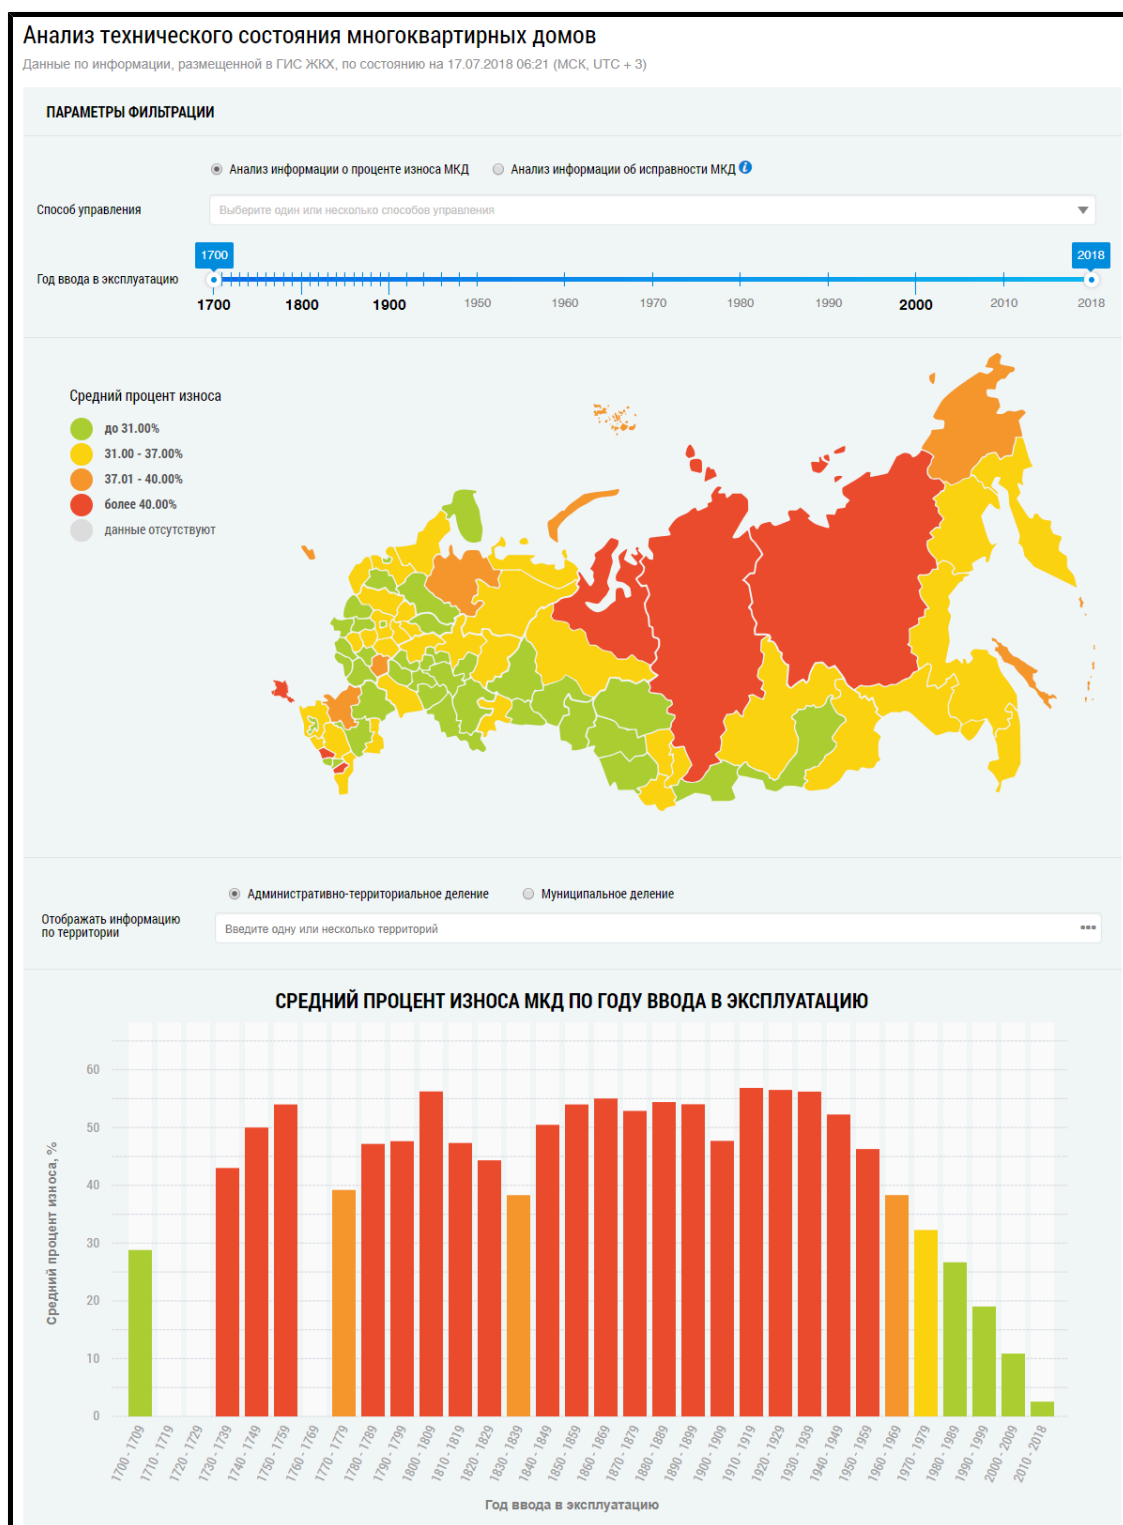 Анализ технического состояния многоквартирных домов
Данные по информации, размещенной в ГИС ЖКХ, по состоянию на 17.07.2018 06:21 (МСК, UTC + 3)
ПАРАМЕТРЫ ФИЛЬТРАЦИИ
Анализ информации о проценте износа МКД Анализ информации об исправности МКД i
Способ управления Выберите один или несколько способов управления
1700 2018
Год ввода в эксплуатацию
1700 1800 1900 1950 1960 1970 1980 1990 2000 2010 2018
Средний процент износа
до 31.00%
31.00 - 37.00%
37.01 - 40.00%
более 40.00%
данные отсутствуют
Административно-территориальное деление Муниципальное деление
Отображать информацию
по территории
Введите одну или несколько территорий
СРЕДНИЙ ПРОЦЕНТ ИЗНОСА МКД ПО ГОДУ ВВОДА В ЭКСПЛУАТАЦИЮ
Средний процент износа, %
60
50
40
30
20
10
0
1700 - 1709 1710 - 1719 1720 - 1729 1730 - 1739 1740 - 1749 1750 - 1759 1760 - 1769 1770 - 1779 1780 - 1789 1790 - 1799 1800 - 1809 1810 - 1819 1820 - 1829 1830 - 1839 1840 - 1849 1850 - 1859 1860 - 1869 1870 - 1879 1880 - 1889 1890 - 1899 1900 - 1909 1910 - 1919 1920 - 1929 1930 - 1939 1940 - 1949 1950 - 1959 1960 - 1969 1970 - 1979 1980 - 1989 1990 - 1999 2000 - 2009 2010 - 2018
Год ввода в эксплуатацию